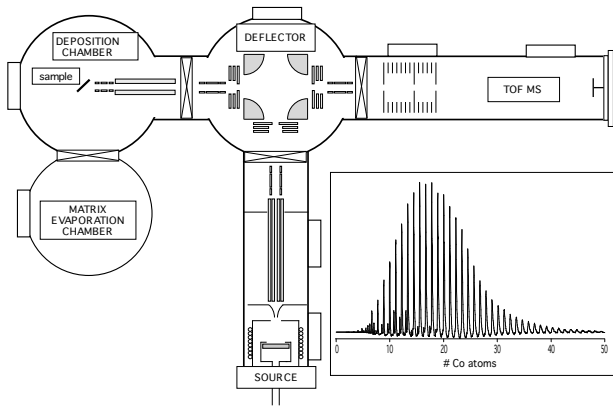 DEPOSITION
CHAMBER
sample
DEFLECTOR
TOF MS
MATRIX
EVAPORATION
CHAMBER
SOURCE
0
10
20
30
40
50
# Co atoms